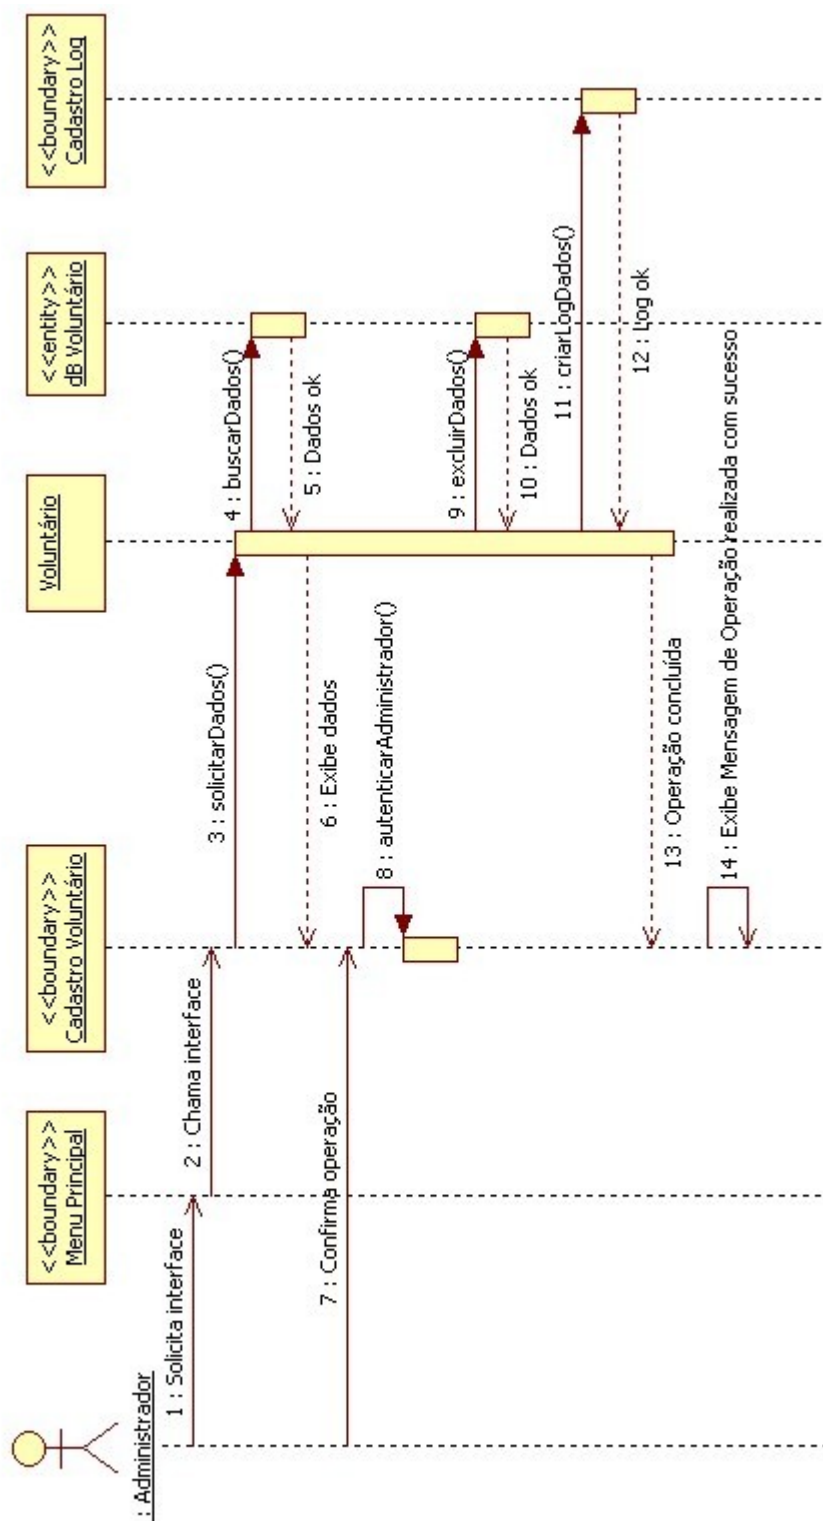 : Administrador
<<boundary>>
Menu Principal
<<boundary>>
Cadastro Voluntário
Voluntário
<<entity>>
dB Voluntário
<<boundary>>
Cadastro Log
1 : Solicita interface
2 : Chama interface
3 : solicitarDados()
4 : buscarDados()
5 : Dados ok
6 : Exibe dados
7 : Confirma operação
8 : autenticarAdministrador()
9 : excluirDados()
10 : Dados ok
11 : criarLogDados()
12 : Log ok
13 : Operação concluída
14 : Exibe Mensagem de Operação realizada com sucesso